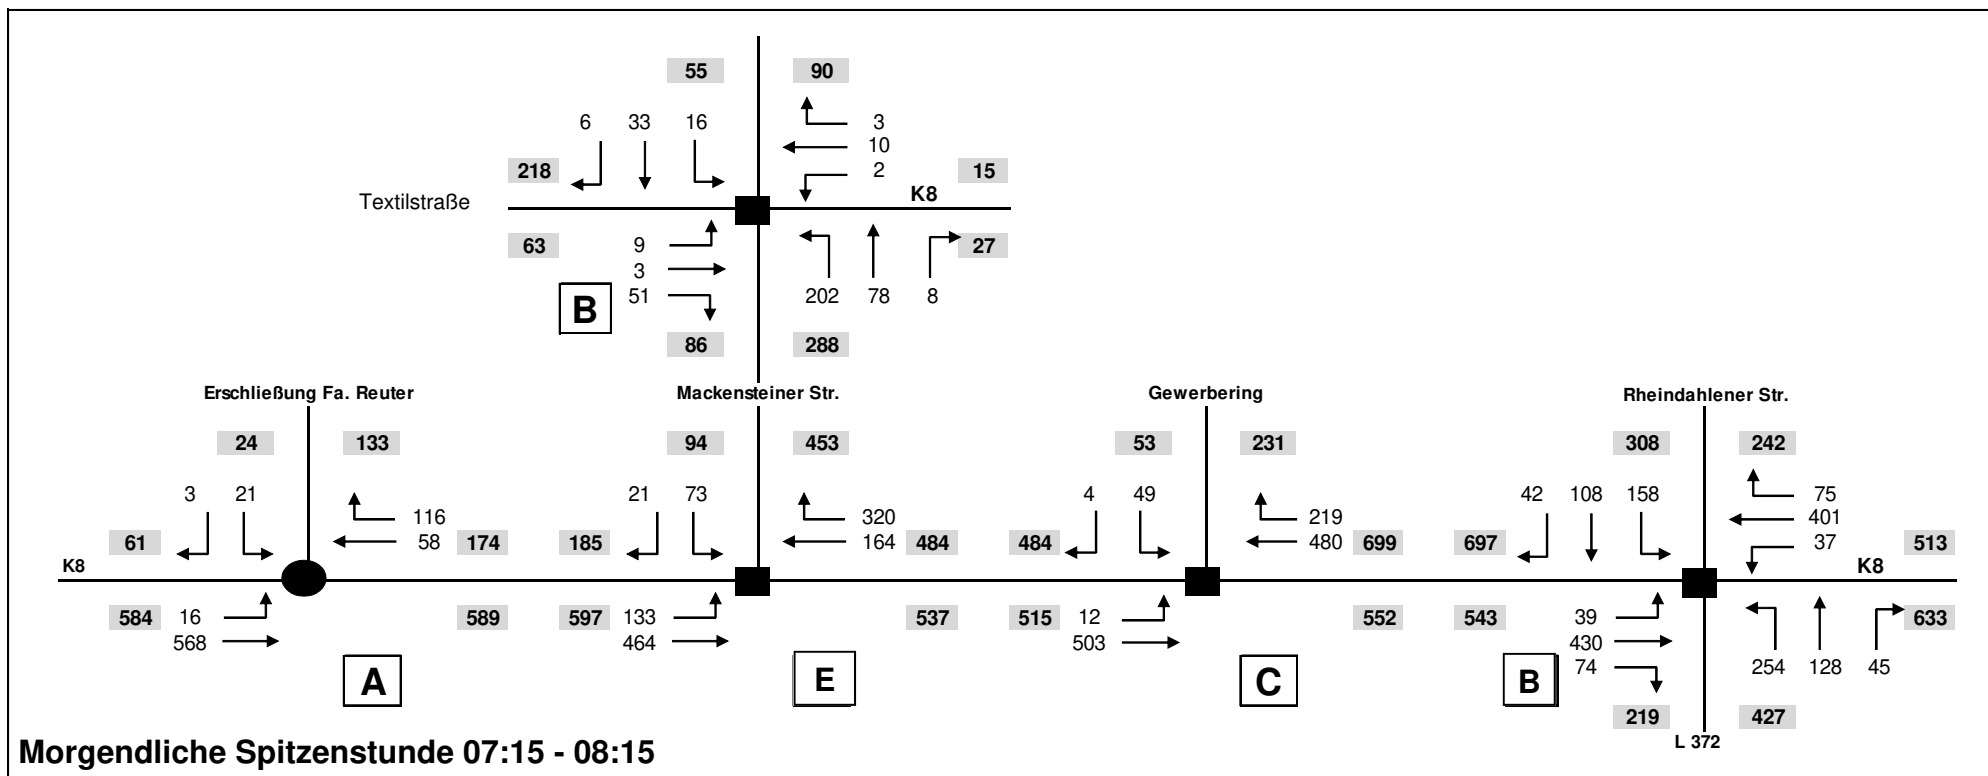 55 90
6 33 16 3
10
218 2 15
Textilstraße K8
63 9 27
3
51 202 78 8
B
86 288
Erschließung Fa. Reuter Mackensteiner Str. Gewerbering Rheindahlener Str.
24 133 94 453 53 231 308 242
3 21 116 21 73 320 4 49 219 42 108 158 75
401
61 58 174 185 164 484 484 480 699 697 37 513
K8 K8
584 16 589 597 133 537 515 12 552 543 39 633
568 464 503 430
74 254 128 45
A E C B
219 427
L 372
Morgendliche Spitzenstunde 07:15 - 08:15